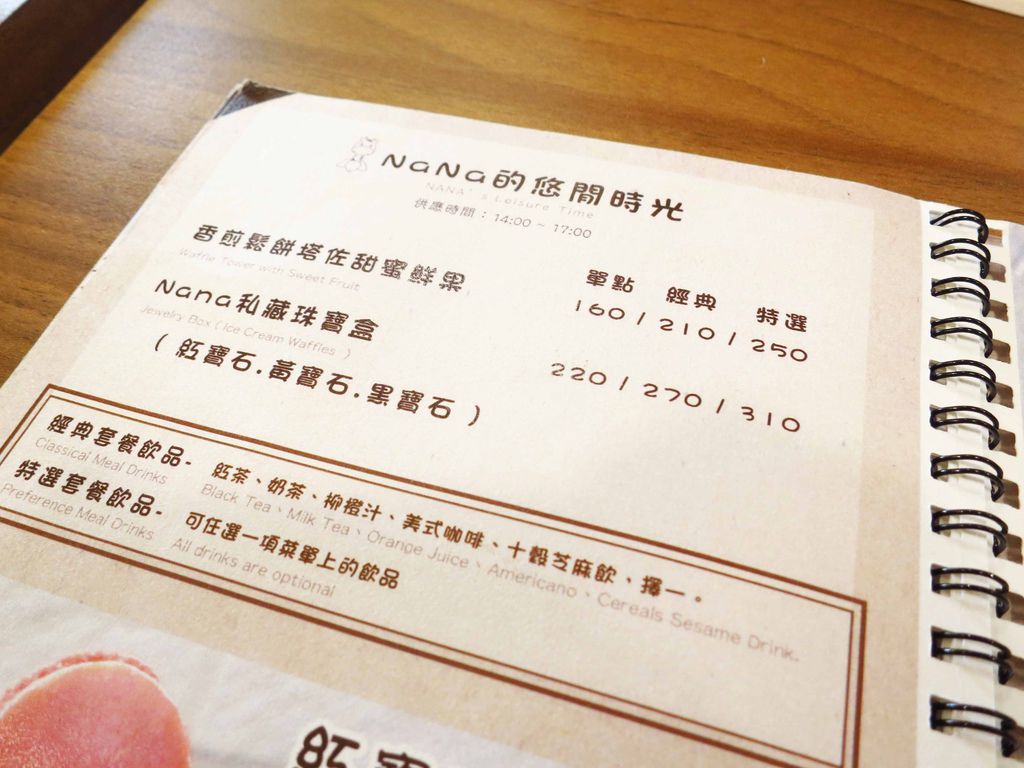 NaNa的悠閒時光
NANA's Leisure Time
供應時間：14:00 ~ 17:00
單點 經典 特選
香煎鬆餅塔佐甜蜜鮮果 160 / 210 / 250
Waffle Tower with Sweet Fruit
Nana私藏珠寶盒 220 / 270 / 310
Jewelry Box ( Ice Cream Waffles )
( 紅寶石.黃寶石.黑寶石 )
經典套餐飲品- 紅茶、奶茶、柳橙汁、美式咖啡、十穀芝麻飲、擇一。
Classical Meal Drinks Black Tea、Milk Tea、Orange Juice、Americano、Cereals Sesame Drink.
特選套餐飲品- 可任選一項菜單上的飲品
Preference Meal Drinks All drinks are optional
紅寶